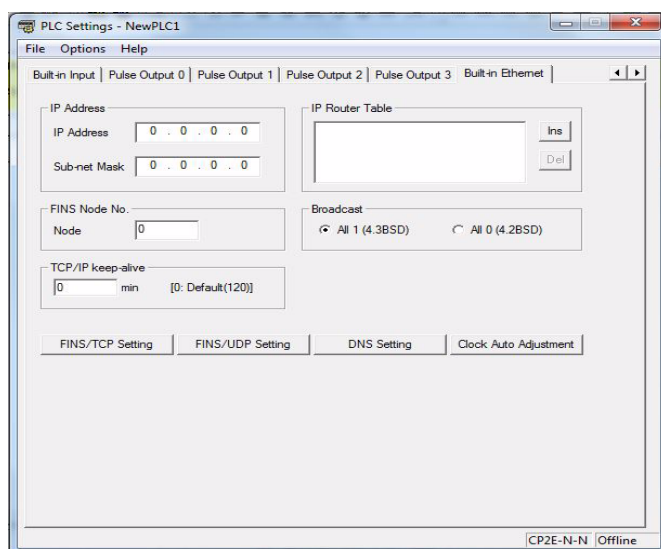 PLC Settings - NewPLC1
File Options Help
Built-in Input Pulse Output 0 Pulse Output 1 Pulse Output 2 Pulse Output 3 Built-in Ethernet
IP Address
IP Address 0 . 0 . 0 . 0
Sub-net Mask 0 . 0 . 0 . 0
IP Router Table
Ins
Del
FINS Node No.
Node 0
Broadcast
All 1 (4.3BSD) All 0 (4.2BSD)
TCP/IP keep-alive
0 min [0: Default(120)]
FINS/TCP Setting FINS/UDP Setting DNS Setting Clock Auto Adjustment
CP2E-N-N Offline